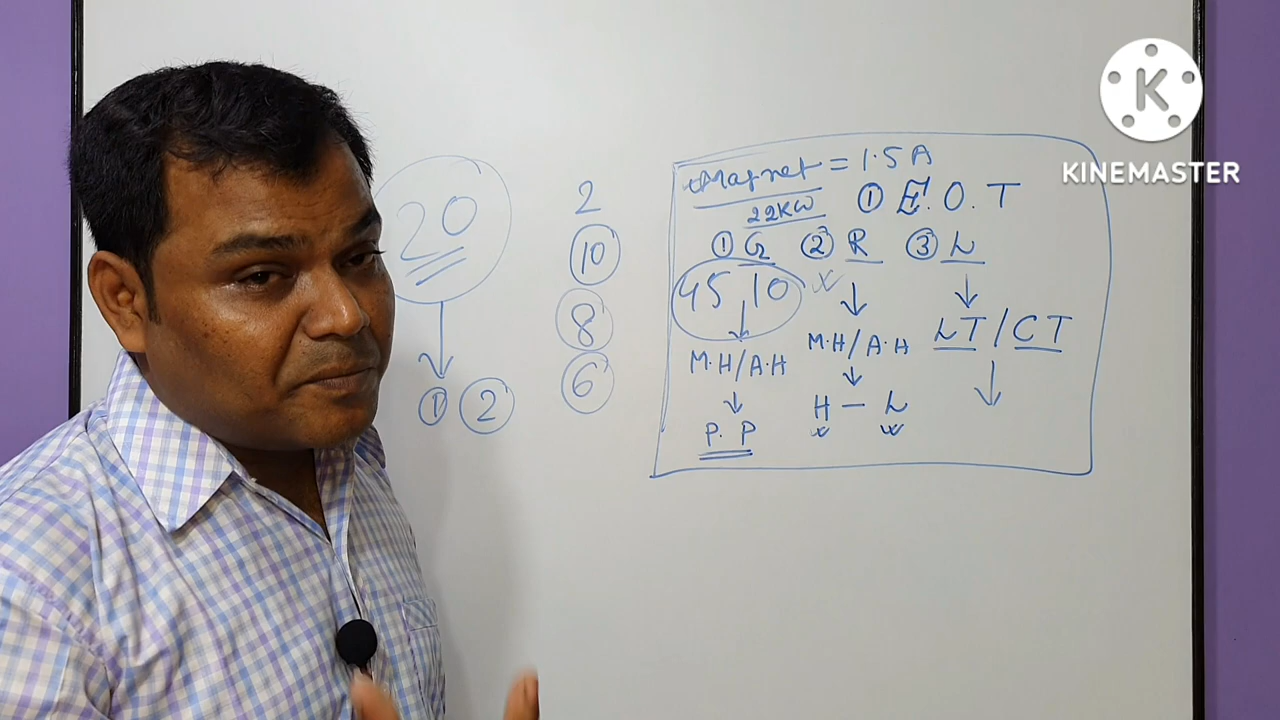 20
① ②
2
10
8
6
Magnet = 1.5 A
22KW ① E.O.T
① G ② R ③ L
45 10
M.H/A.H M.H/A.H LT/CT
P.P H - L
K
KINEMASTER